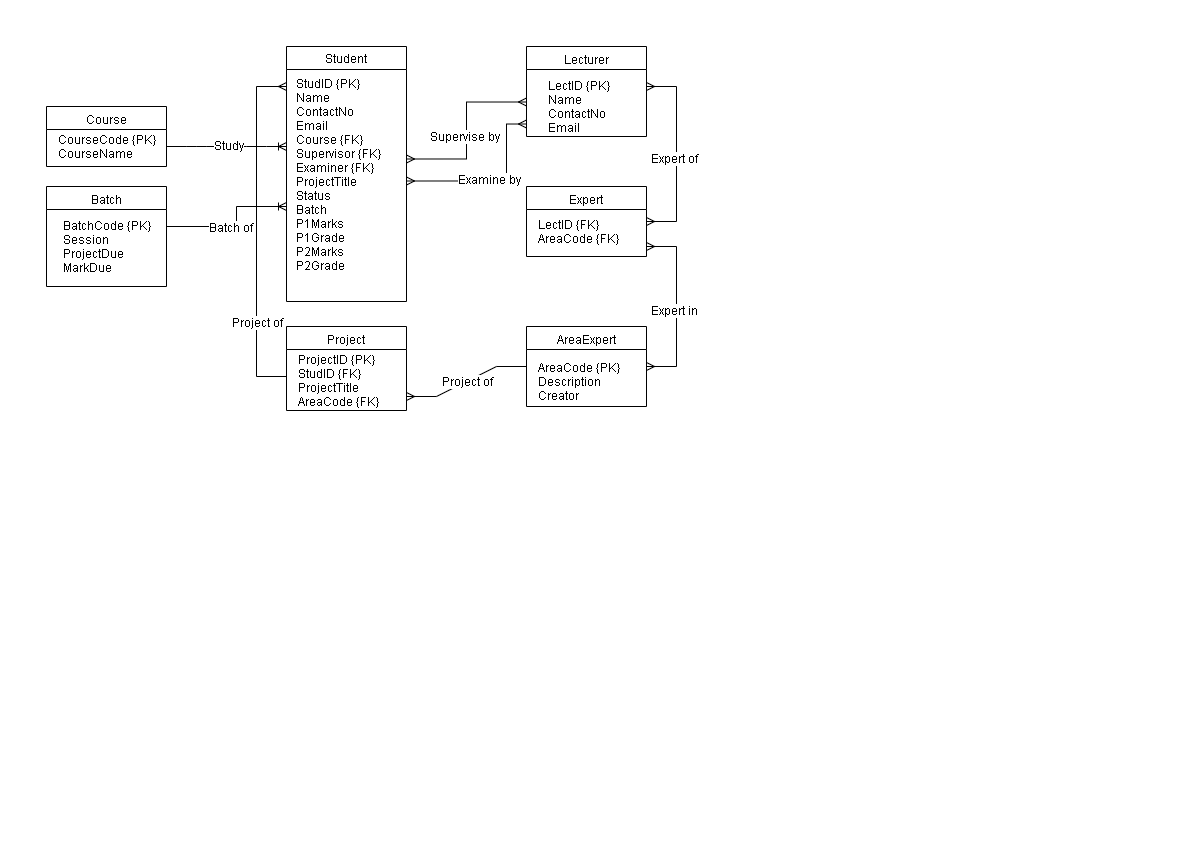 Course
CourseCode {PK}
CourseName
Batch
BatchCode {PK}
Session
ProjectDue
MarkDue
Study
Batch of
Project of
Student
StudID {PK}
Name
ContactNo
Email
Course {FK}
Supervisor {FK}
Examiner {FK}
ProjectTitle
Status
Batch
P1Marks
P1Grade
P2Marks
P2Grade
Project
ProjectID {PK}
StudID {FK}
ProjectTitle
AreaCode {FK}
Supervise by
Examine by
Project of
Lecturer
LectID {PK}
Name
ContactNo
Email
Expert of
Expert
LectID {FK}
AreaCode {FK}
Expert in
AreaExpert
AreaCode {PK}
Description
Creator